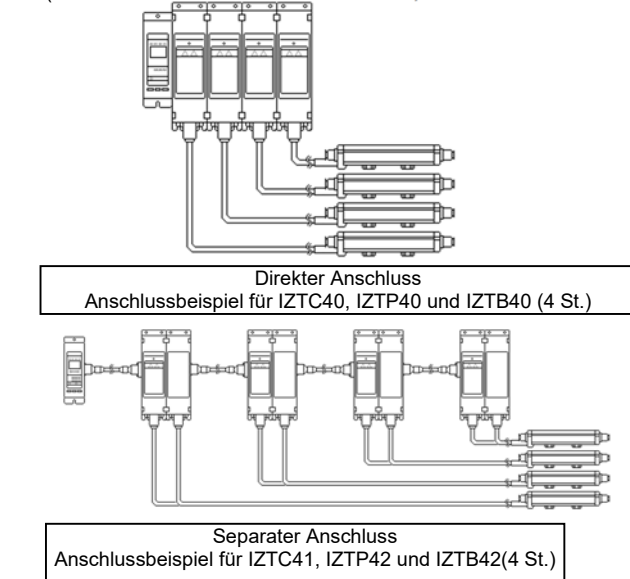 Direkter Anschluss
Anschlussbeispiel für IZTC40, IZTP40 und IZTB40 (4 St.)
Separater Anschluss
Anschlussbeispiel für IZTC41, IZTP42 und IZTB42(4 St.)